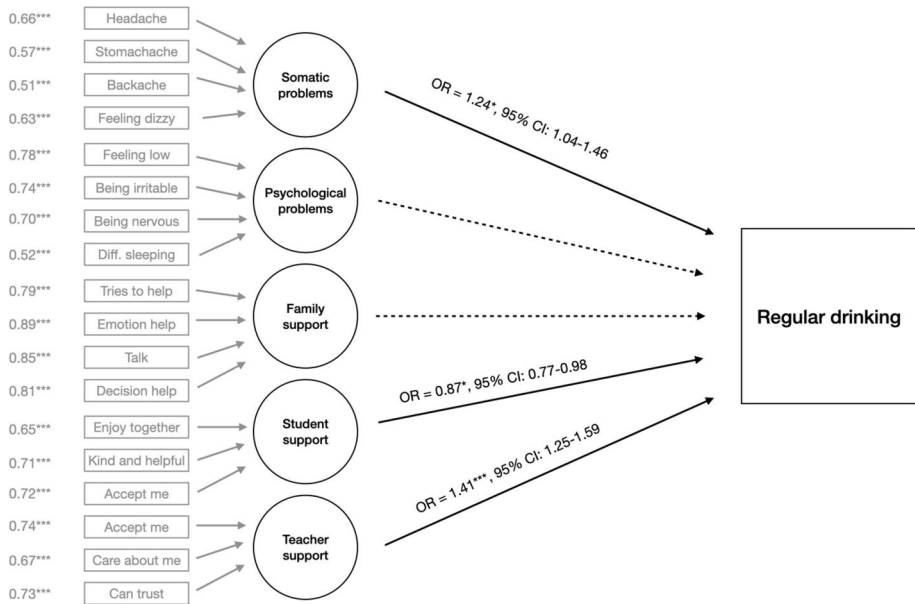 0.66*** Headache
0.57*** Stomachache
0.51*** Backache
0.63*** Feeling dizzy
Somatic
problems
OR = 1.24*, 95% CI: 1.04-1.46
0.78*** Feeling low
0.74*** Being irritable
0.70*** Being nervous
0.52*** Diff. sleeping
Psychological
problems
0.79*** Tries to help
0.89*** Emotion help
0.85*** Talk
0.81*** Decision help
Family
support
Regular drinking
0.65*** Enjoy together
0.71*** Kind and helpful
0.72*** Accept me
Student
support
OR = 0.87*, 95% CI: 0.77-0.98
0.74*** Accept me
0.67*** Care about me
0.73*** Can trust
Teacher
support
OR = 1.41***, 95% CI: 1.25-1.59